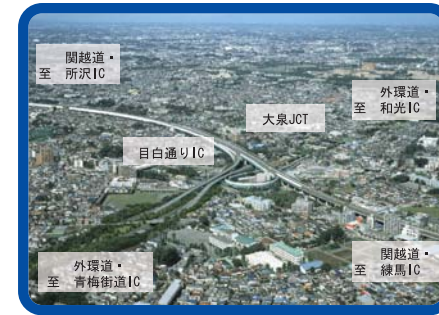 関越道・
至 所沢IC
外環道・
至 和光IC
大泉JCT
目白通りIC
外環道・
至 青梅街道IC
関越道・
至 練馬IC